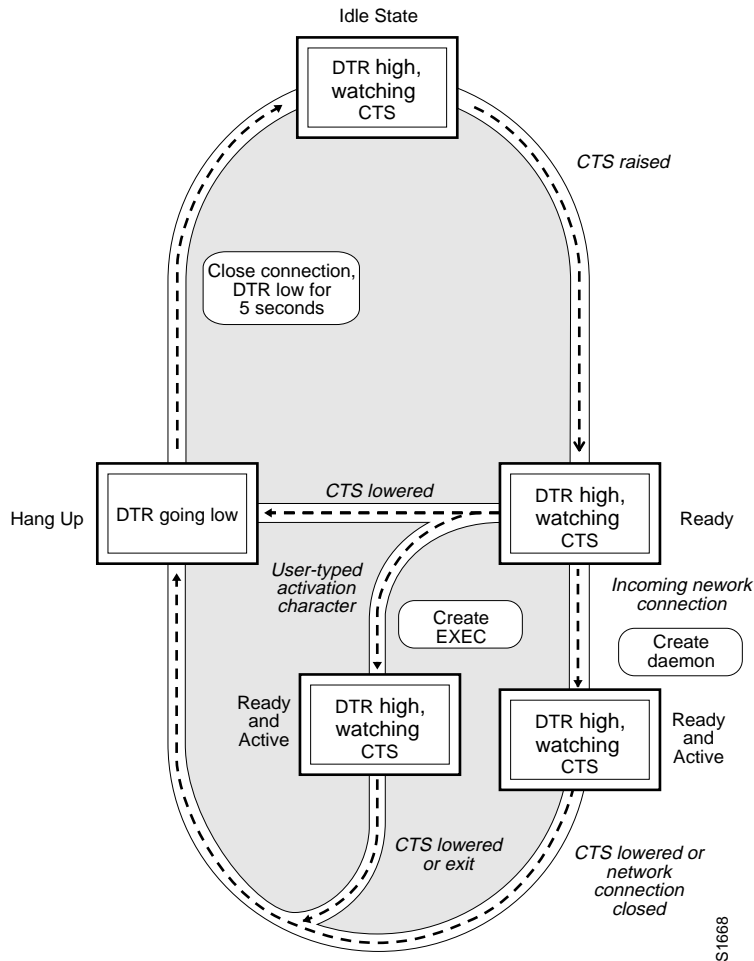 Idle State
DTR high,
watching
CTS
CTS raised
Close connection,
DTR low for
5 seconds
Hang Up
DTR going low
CTS lowered
DTR high,
watching
CTS
Ready
User-typed
activation
character
Create
EXEC
Incoming nework
connection
Create
daemon
Ready
and
Active
DTR high,
watching
CTS
DTR high,
watching
CTS
Ready
and
Active
CTS lowered
or exit
CTS lowered or
network
connection
closed
S1668